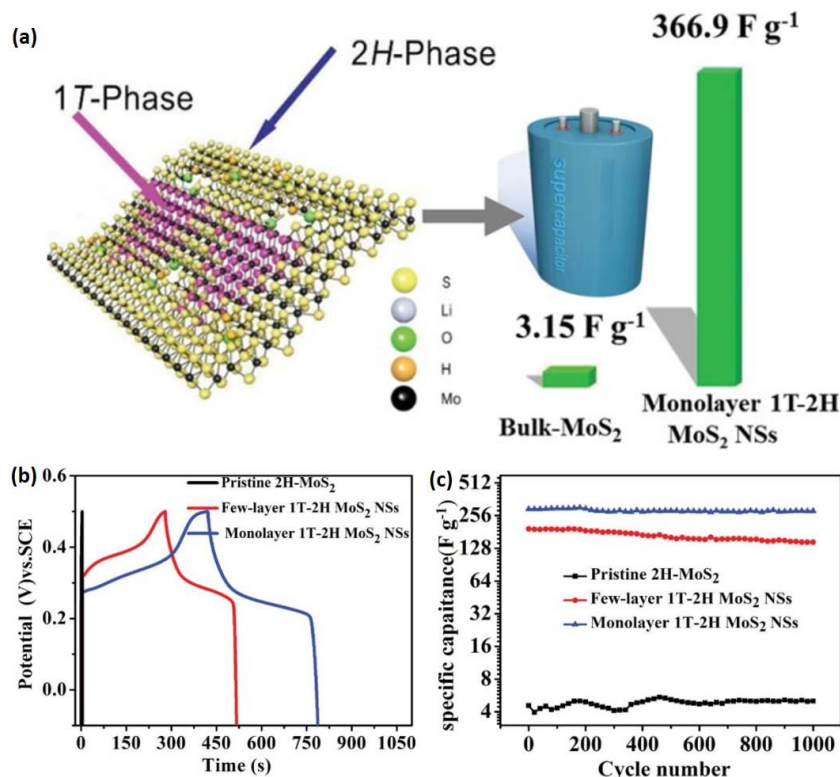 (a)
1T-Phase
2H-Phase
366.9 F g⁻¹
supercapacitor
S
Li
O
H
Mo
3.15 F g⁻¹
Bulk-MoS₂
Monolayer 1T-2H
MoS₂ NSs
(b)
0.6
0.4
0.2
0.0
Potential (V)vs.SCE
Pristine 2H-MoS₂
Few-layer 1T-2H MoS₂ NSs
Monolayer 1T-2H MoS₂ NSs
0 150 300 450 600 750 900 1050
Time (s)
(c)
512
256
128
64
32
16
8
4
specific capaitance(F g⁻¹)
Pristine 2H-MoS₂
Few-layer 1T-2H MoS₂ NSs
Monolayer 1T-2H MoS₂ NSs
0 200 400 600 800 1000
Cycle number